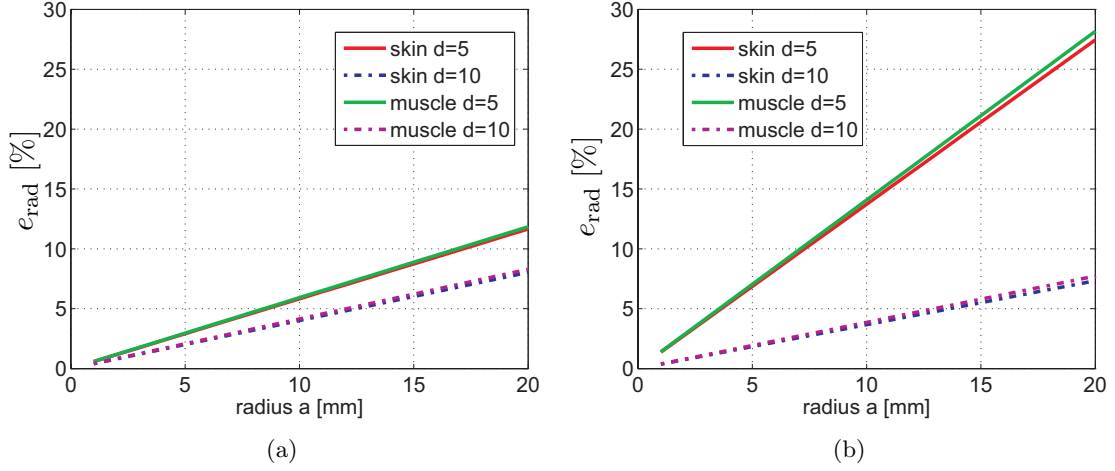 30
25
20
15
10
5
0
e_rad [%]
skin d=5
skin d=10
muscle d=5
muscle d=10
0 5 10 15 20
radius a [mm]
(a)
30
25
20
15
10
5
0
e_rad [%]
skin d=5
skin d=10
muscle d=5
muscle d=10
0 5 10 15 20
radius a [mm]
(b)